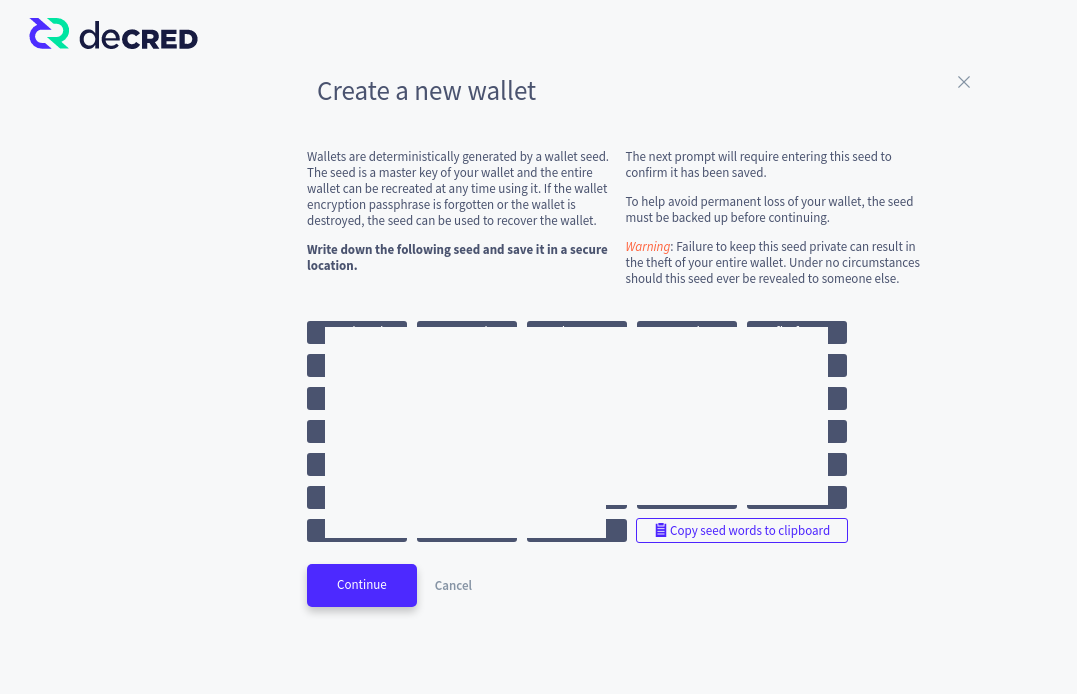 decRED
Create a new wallet
Wallets are deterministically generated by a wallet seed.
The seed is a master key of your wallet and the entire
wallet can be recreated at any time using it. If the wallet
encryption passphrase is forgotten or the wallet is
destroyed, the seed can be used to recover the wallet.
Write down the following seed and save it in a secure
location.
The next prompt will require entering this seed to
confirm it has been saved.
To help avoid permanent loss of your wallet, the seed
must be backed up before continuing.
Warning: Failure to keep this seed private can result in
the theft of your entire wallet. Under no circumstances
should this seed ever be revealed to someone else.
Copy seed words to clipboard
Continue
Cancel